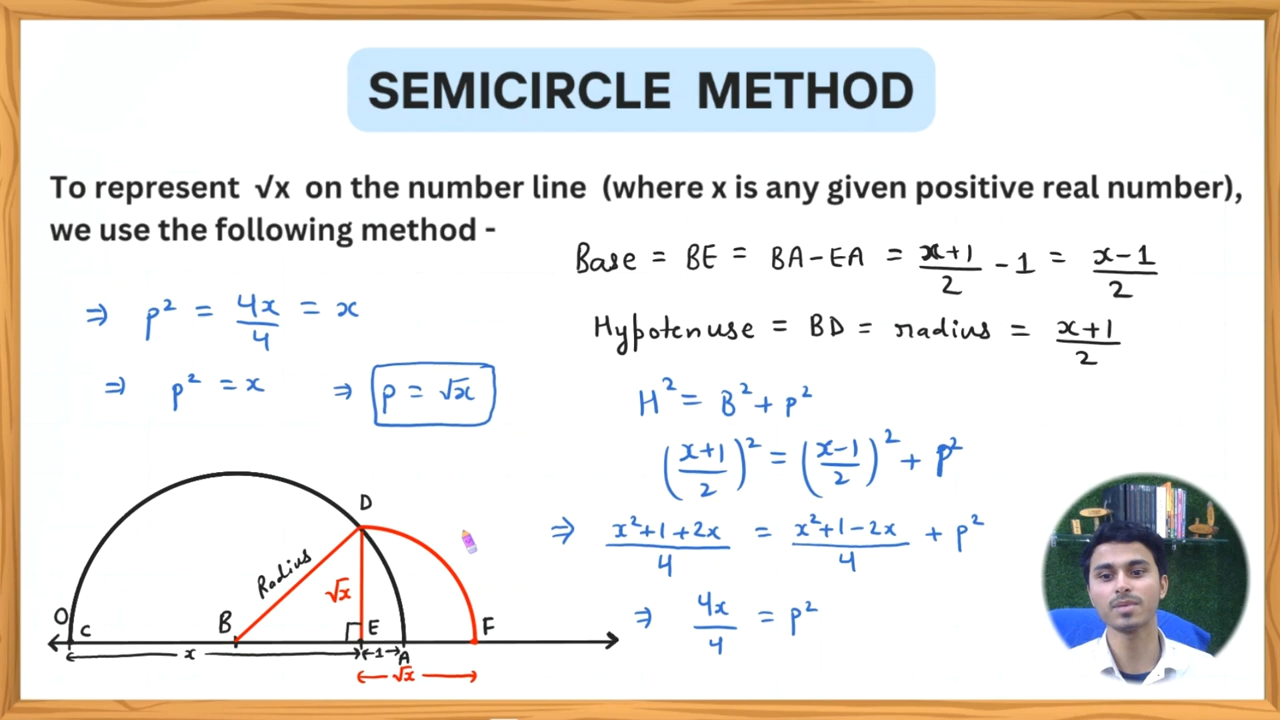 SEMICIRCLE METHOD
To represent √x on the number line (where x is any given positive real number),
we use the following method -
Base = BE = BA - EA = (x+1)/2 - 1 = (x-1)/2
Hypotenuse = BD = radius = (x+1)/2
H² = B² + p²
((x+1)/2)² = ((x-1)/2)² + p²
⇒ (x²+1+2x)/4 = (x²+1-2x)/4 + p²
⇒ 4x/4 = p²
⇒ p² = 4x/4 = x
⇒ p² = x ⇒ p = √x
D
Radius
√x
O C B E A F
x 1
√x